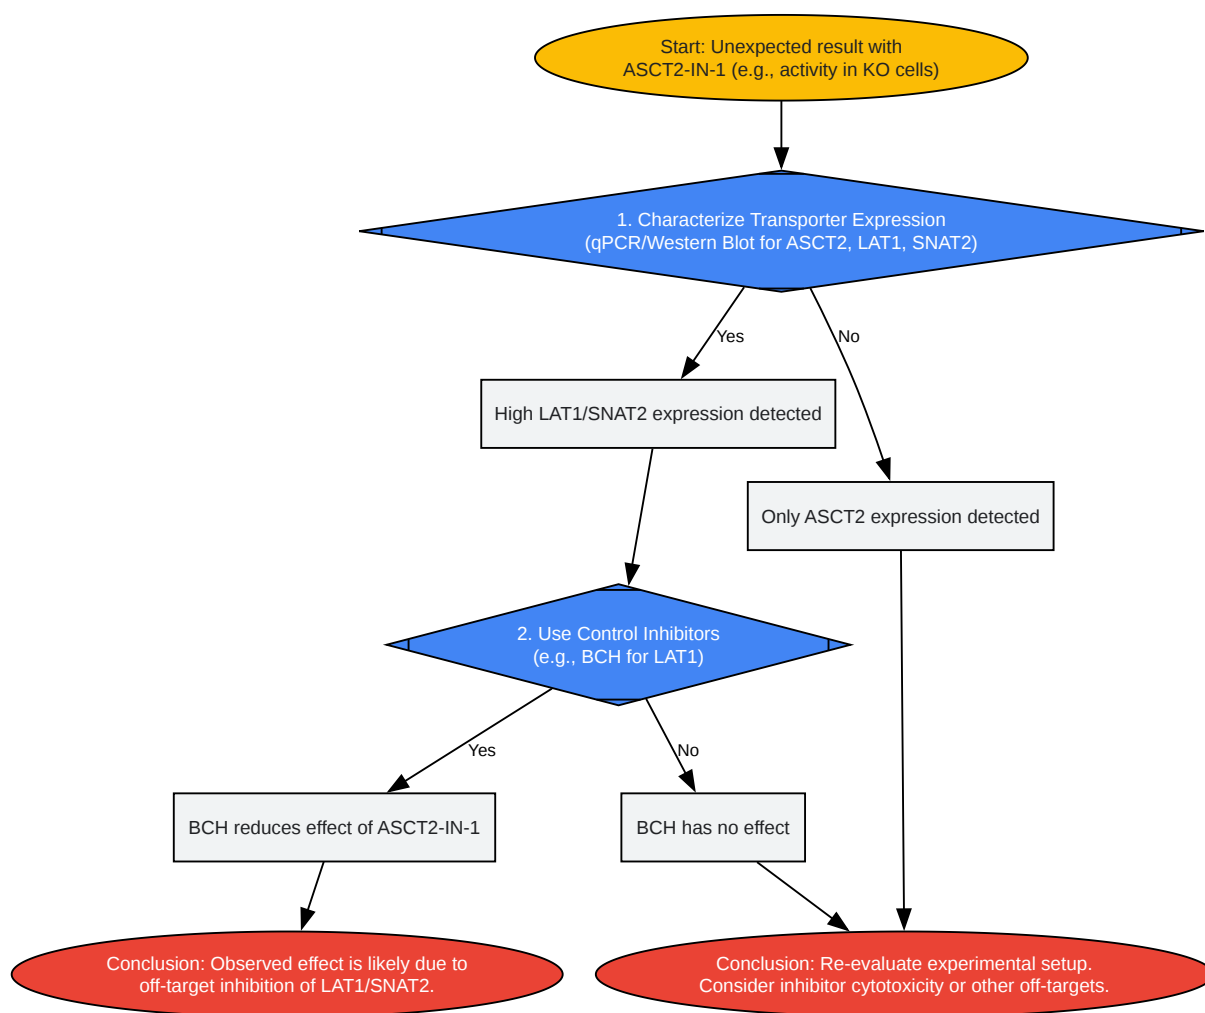 Start: Unexpected result with
ASCT2-IN-1 (e.g., activity in KO cells)
1. Characterize Transporter Expression
(qPCR/Western Blot for ASCT2, LAT1, SNAT2)
Yes
No
High LAT1/SNAT2 expression detected
Only ASCT2 expression detected
2. Use Control Inhibitors
(e.g., BCH for LAT1)
Yes
No
BCH reduces effect of ASCT2-IN-1
BCH has no effect
Conclusion: Observed effect is likely due to
off-target inhibition of LAT1/SNAT2.
Conclusion: Re-evaluate experimental setup.
Consider inhibitor cytotoxicity or other off-targets.